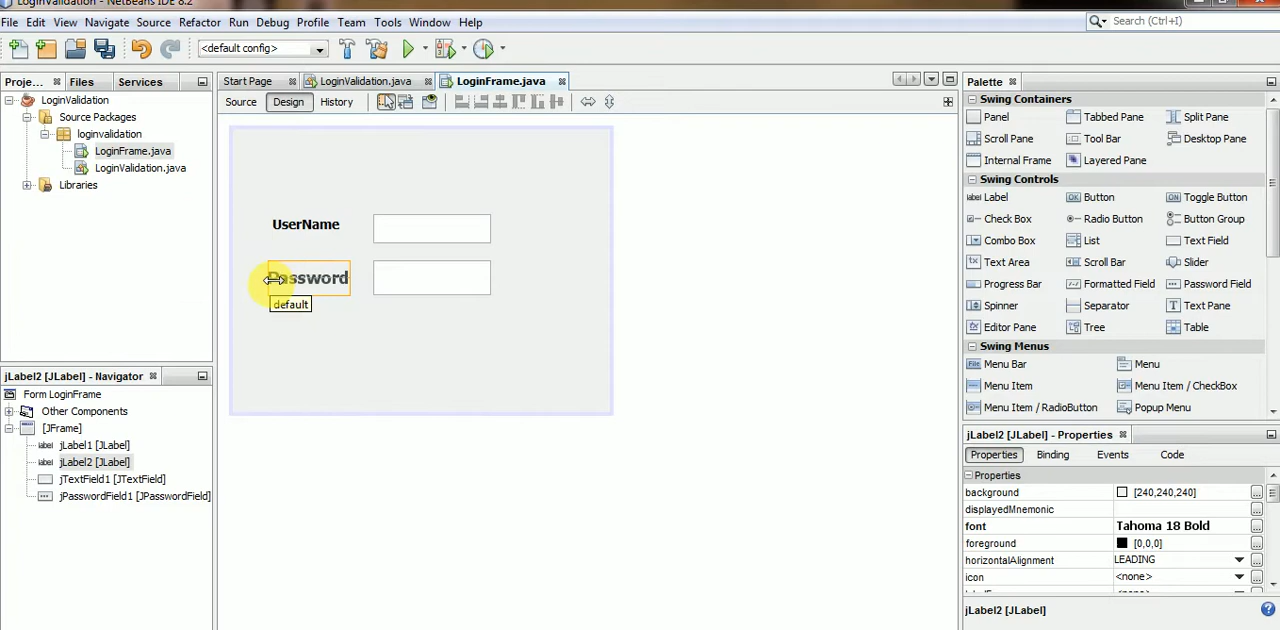 LoginValidation - NetBeans IDE 8.2
File Edit View Navigate Source Refactor Run Debug Profile Team Tools Window Help
Search (Ctrl+I)
<default config>
Proje...
Files
Services
LoginValidation
Source Packages
loginvalidation
LoginFrame.java
LoginValidation.java
Libraries
Start Page
LoginValidation.java
LoginFrame.java
Source
Design
History
UserName
Password
default
jLabel2 [JLabel] - Navigator
Form LoginFrame
Other Components
[JFrame]
label jLabel1 [JLabel]
label jLabel2 [JLabel]
jTextField1 [JTextField]
jPasswordField1 [JPasswordField]
Palette
Swing Containers
Panel
Tabbed Pane
Split Pane
Scroll Pane
Tool Bar
Desktop Pane
Internal Frame
Layered Pane
Swing Controls
label Label
OK Button
ON Toggle Button
Check Box
Radio Button
Button Group
Combo Box
List
Text Field
Text Area
Scroll Bar
Slider
Progress Bar
Formatted Field
Password Field
Spinner
Separator
Text Pane
Editor Pane
Tree
Table
Swing Menus
Menu Bar
Menu
Menu Item
Menu Item / CheckBox
Menu Item / RadioButton
Popup Menu
jLabel2 [JLabel] - Properties
Properties
Binding
Events
Code
Properties
background [240,240,240] ...
displayedMnemonic ...
font Tahoma 18 Bold ...
foreground [0,0,0] ...
horizontalAlignment LEADING ...
icon <none> ...
jLabel2 [JLabel]